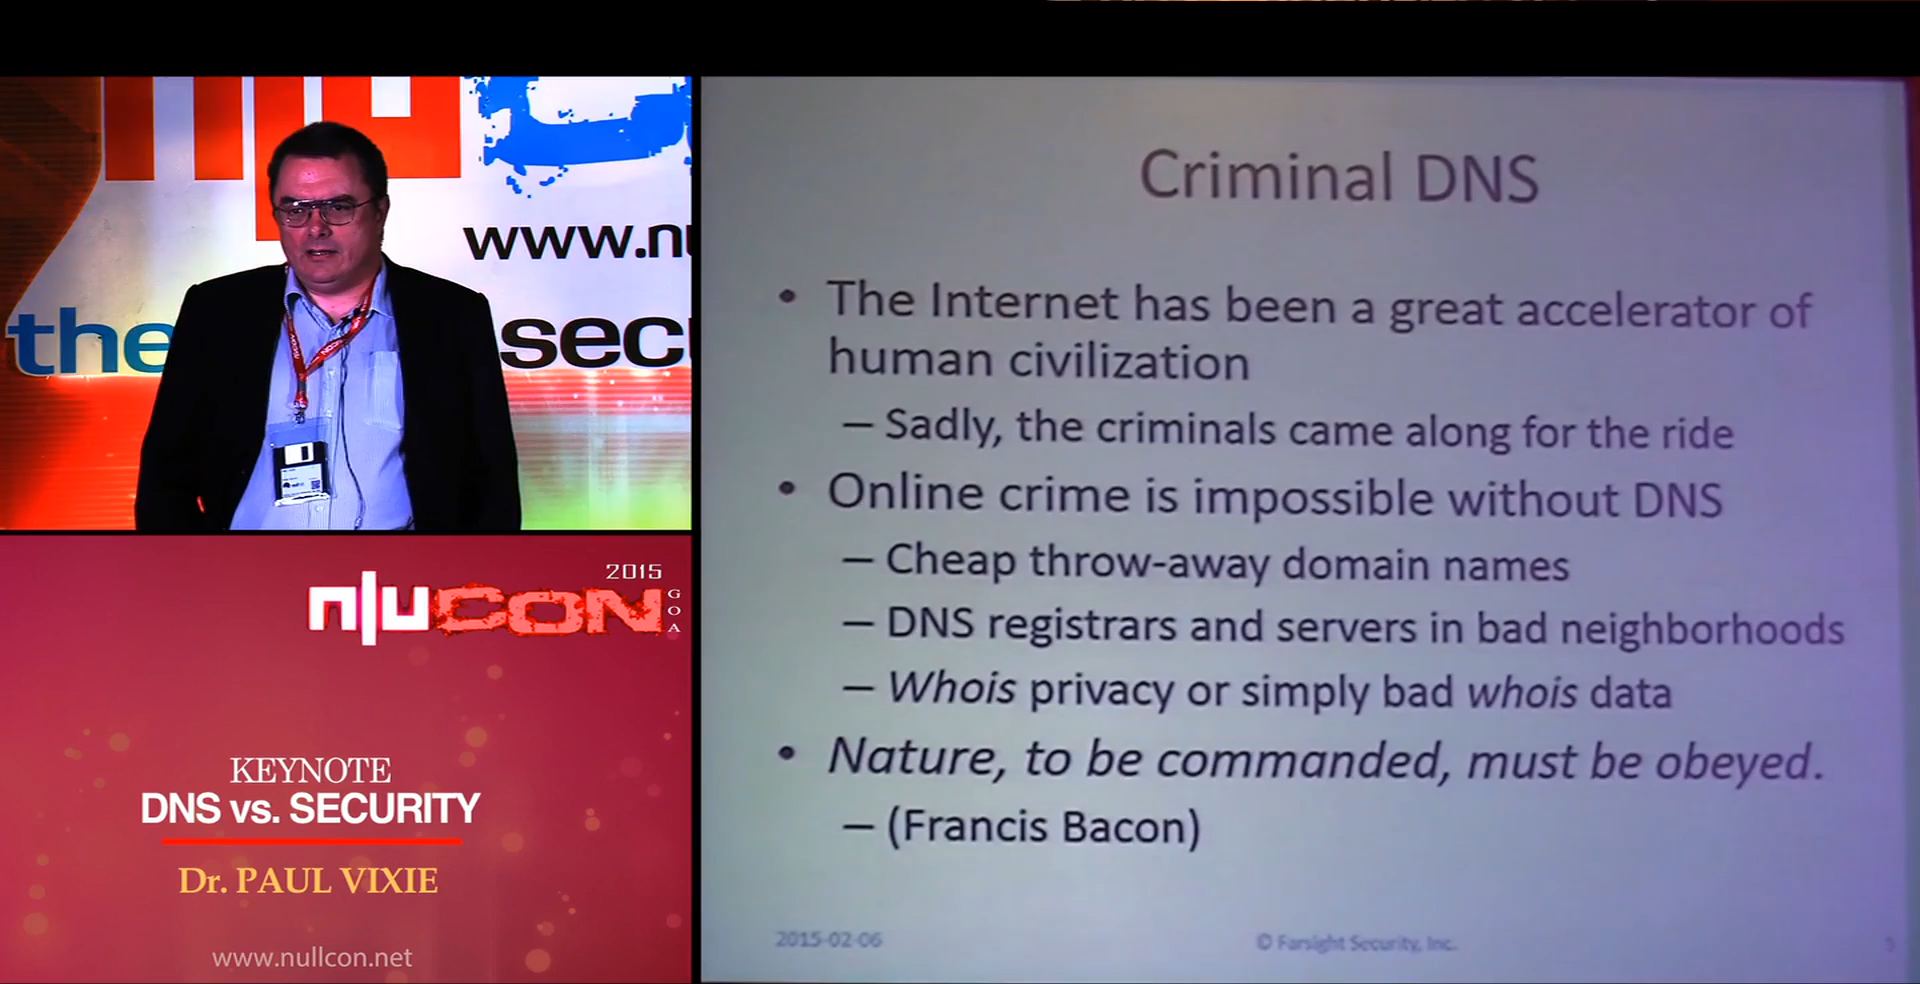 www.nu
the
secu
2015
n|uCON
GOA
KEYNOTE
DNS vs. SECURITY
Dr. PAUL VIXIE
www.nullcon.net
Criminal DNS
• The Internet has been a great accelerator of
human civilization
– Sadly, the criminals came along for the ride
• Online crime is impossible without DNS
– Cheap throw-away domain names
– DNS registrars and servers in bad neighborhoods
– Whois privacy or simply bad whois data
• Nature, to be commanded, must be obeyed.
– (Francis Bacon)
2015-02-06
© Farsight Security, Inc.
5